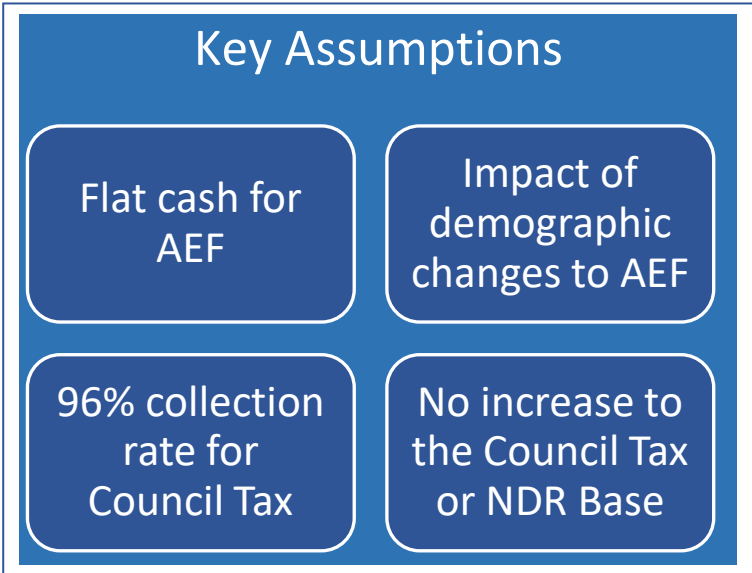 Key Assumptions
Flat cash for
AEF
Impact of
demographic
changes to AEF
96% collection
rate for
Council Tax
No increase to
the Council Tax
or NDR Base